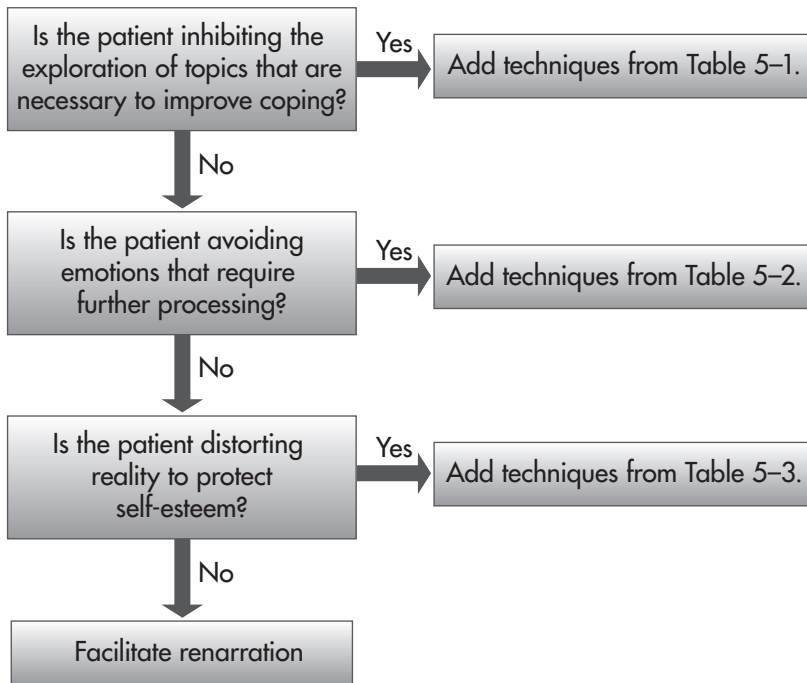 Is the patient inhibiting the
exploration of topics that are
necessary to improve coping?
Yes
Add techniques from Table 5–1.
No
Is the patient avoiding
emotions that require
further processing?
Yes
Add techniques from Table 5–2.
No
Is the patient distorting
reality to protect
self-esteem?
Yes
Add techniques from Table 5–3.
No
Facilitate renarration